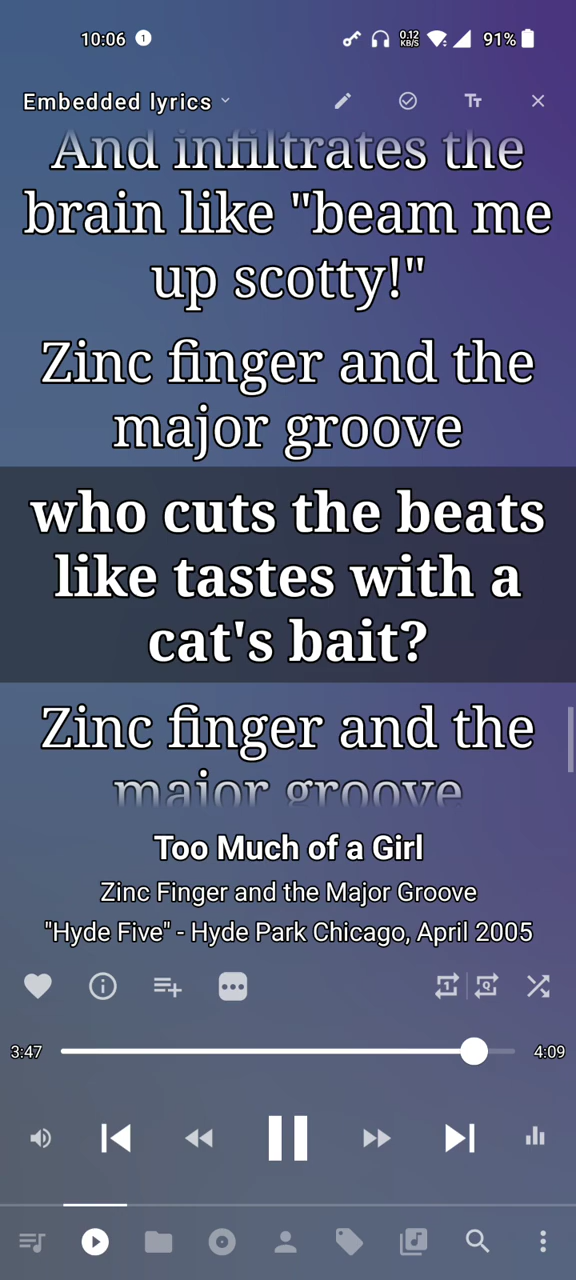 10:06 1 0.12 KB/S 91%
Embedded lyrics
And infiltrates the
brain like "beam me
up scotty!"
Zinc finger and the
major groove
who cuts the beats
like tastes with a
cat's bait?
Zinc finger and the
major groove
Too Much of a Girl
Zinc Finger and the Major Groove
"Hyde Five" - Hyde Park Chicago, April 2005
3:47 4:09